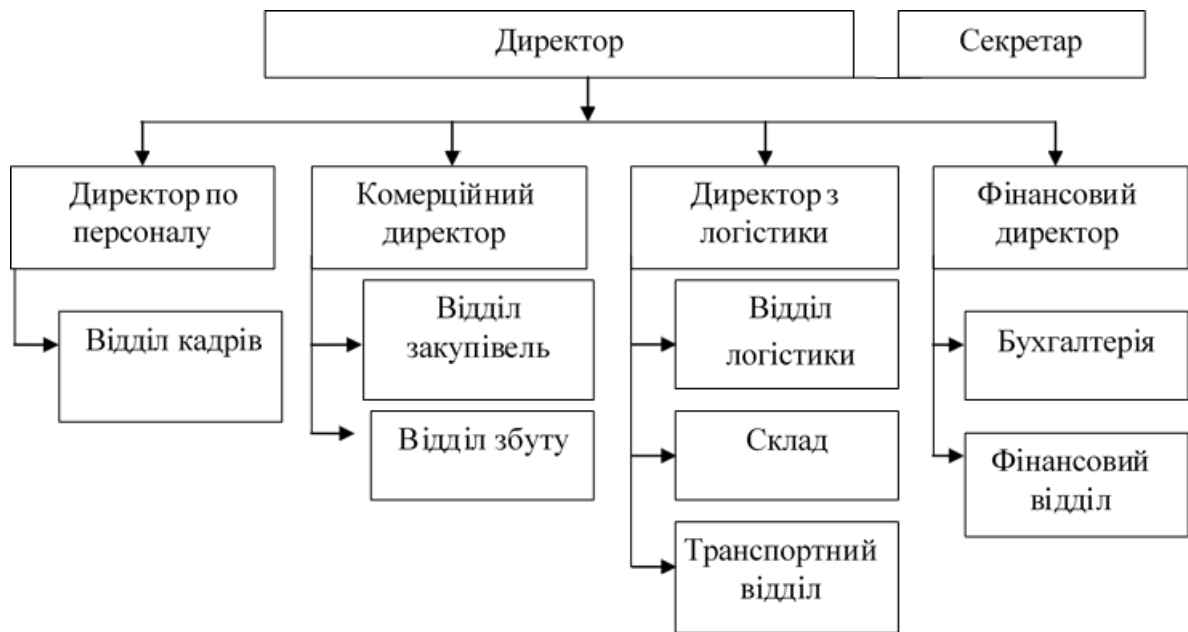 Директор
Секретар
Директор по
персоналу
Комерційний
директор
Директор з
логістики
Фінансовий
директор
Відділ кадрів
Відділ
закупівель
Відділ збуту
Відділ
логістики
Склад
Транспортний
відділ
Бухгалтерія
Фінансовий
відділ